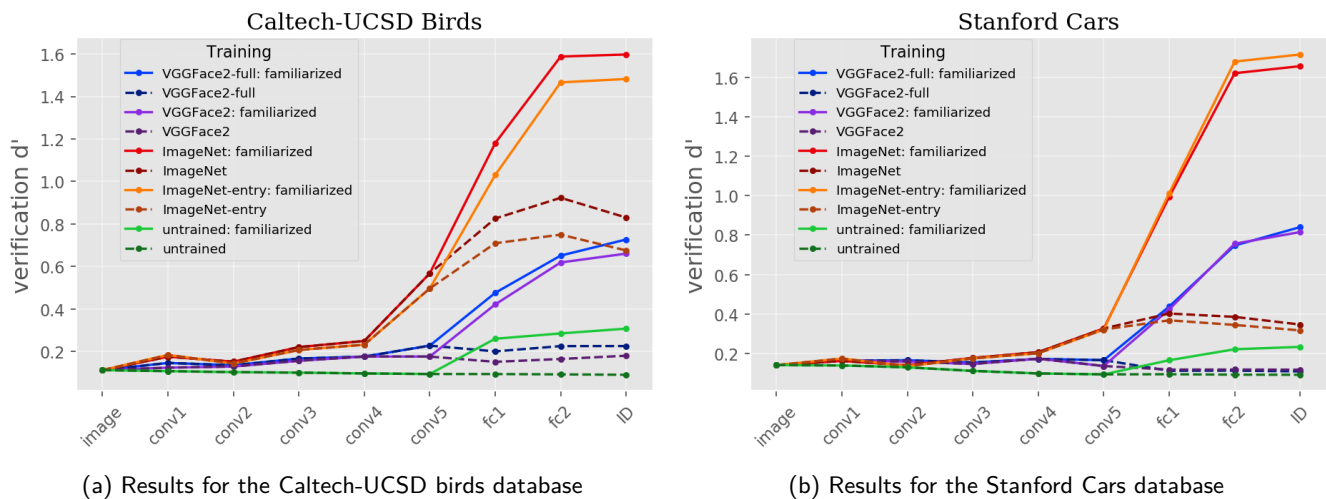 Caltech-UCSD Birds
verification d'
1.6
1.4
1.2
1.0
0.8
0.6
0.4
0.2
Training
VGGFace2-full: familiarized
VGGFace2-full
VGGFace2: familiarized
VGGFace2
ImageNet: familiarized
ImageNet
ImageNet-entry: familiarized
ImageNet-entry
untrained: familiarized
untrained
image
conv1
conv2
conv3
conv4
conv5
fc1
fc2
ID
(a) Results for the Caltech-UCSD birds database
Stanford Cars
verification d'
1.6
1.4
1.2
1.0
0.8
0.6
0.4
0.2
Training
VGGFace2-full: familiarized
VGGFace2-full
VGGFace2: familiarized
VGGFace2
ImageNet: familiarized
ImageNet
ImageNet-entry: familiarized
ImageNet-entry
untrained: familiarized
untrained
image
conv1
conv2
conv3
conv4
conv5
fc1
fc2
ID
(b) Results for the Stanford Cars database